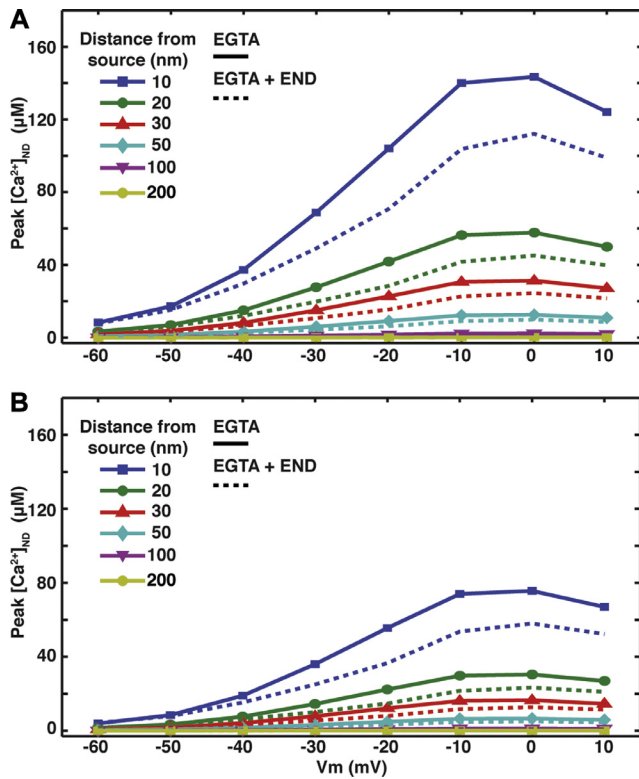 A
160
120
80
40
0
Peak [Ca²⁺]ND (µM)
Distance from
source (nm)
10
20
30
50
100
200
EGTA
EGTA + END
-60 -50 -40 -30 -20 -10 0 10
B
160
120
80
40
0
Peak [Ca²⁺]ND (µM)
Distance from
source (nm)
10
20
30
50
100
200
EGTA
EGTA + END
-60 -50 -40 -30 -20 -10 0 10
Vm (mV)